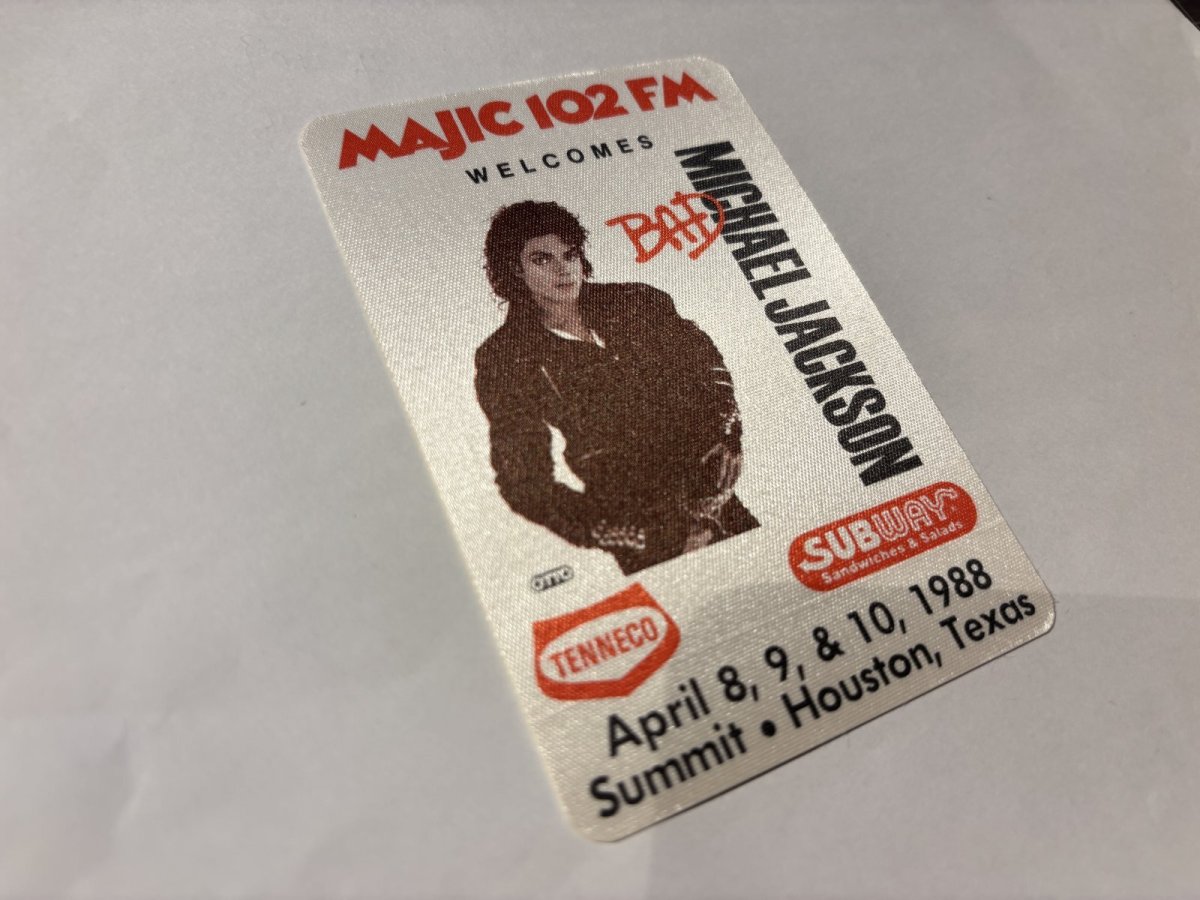 MAJIC 102 FM
WELCOMES
BAD
MICHAEL JACKSON
SUBWAY
Sandwiches & Salads
OTTO
TENNECO
April 8, 9, & 10, 1988
Summit • Houston, Texas